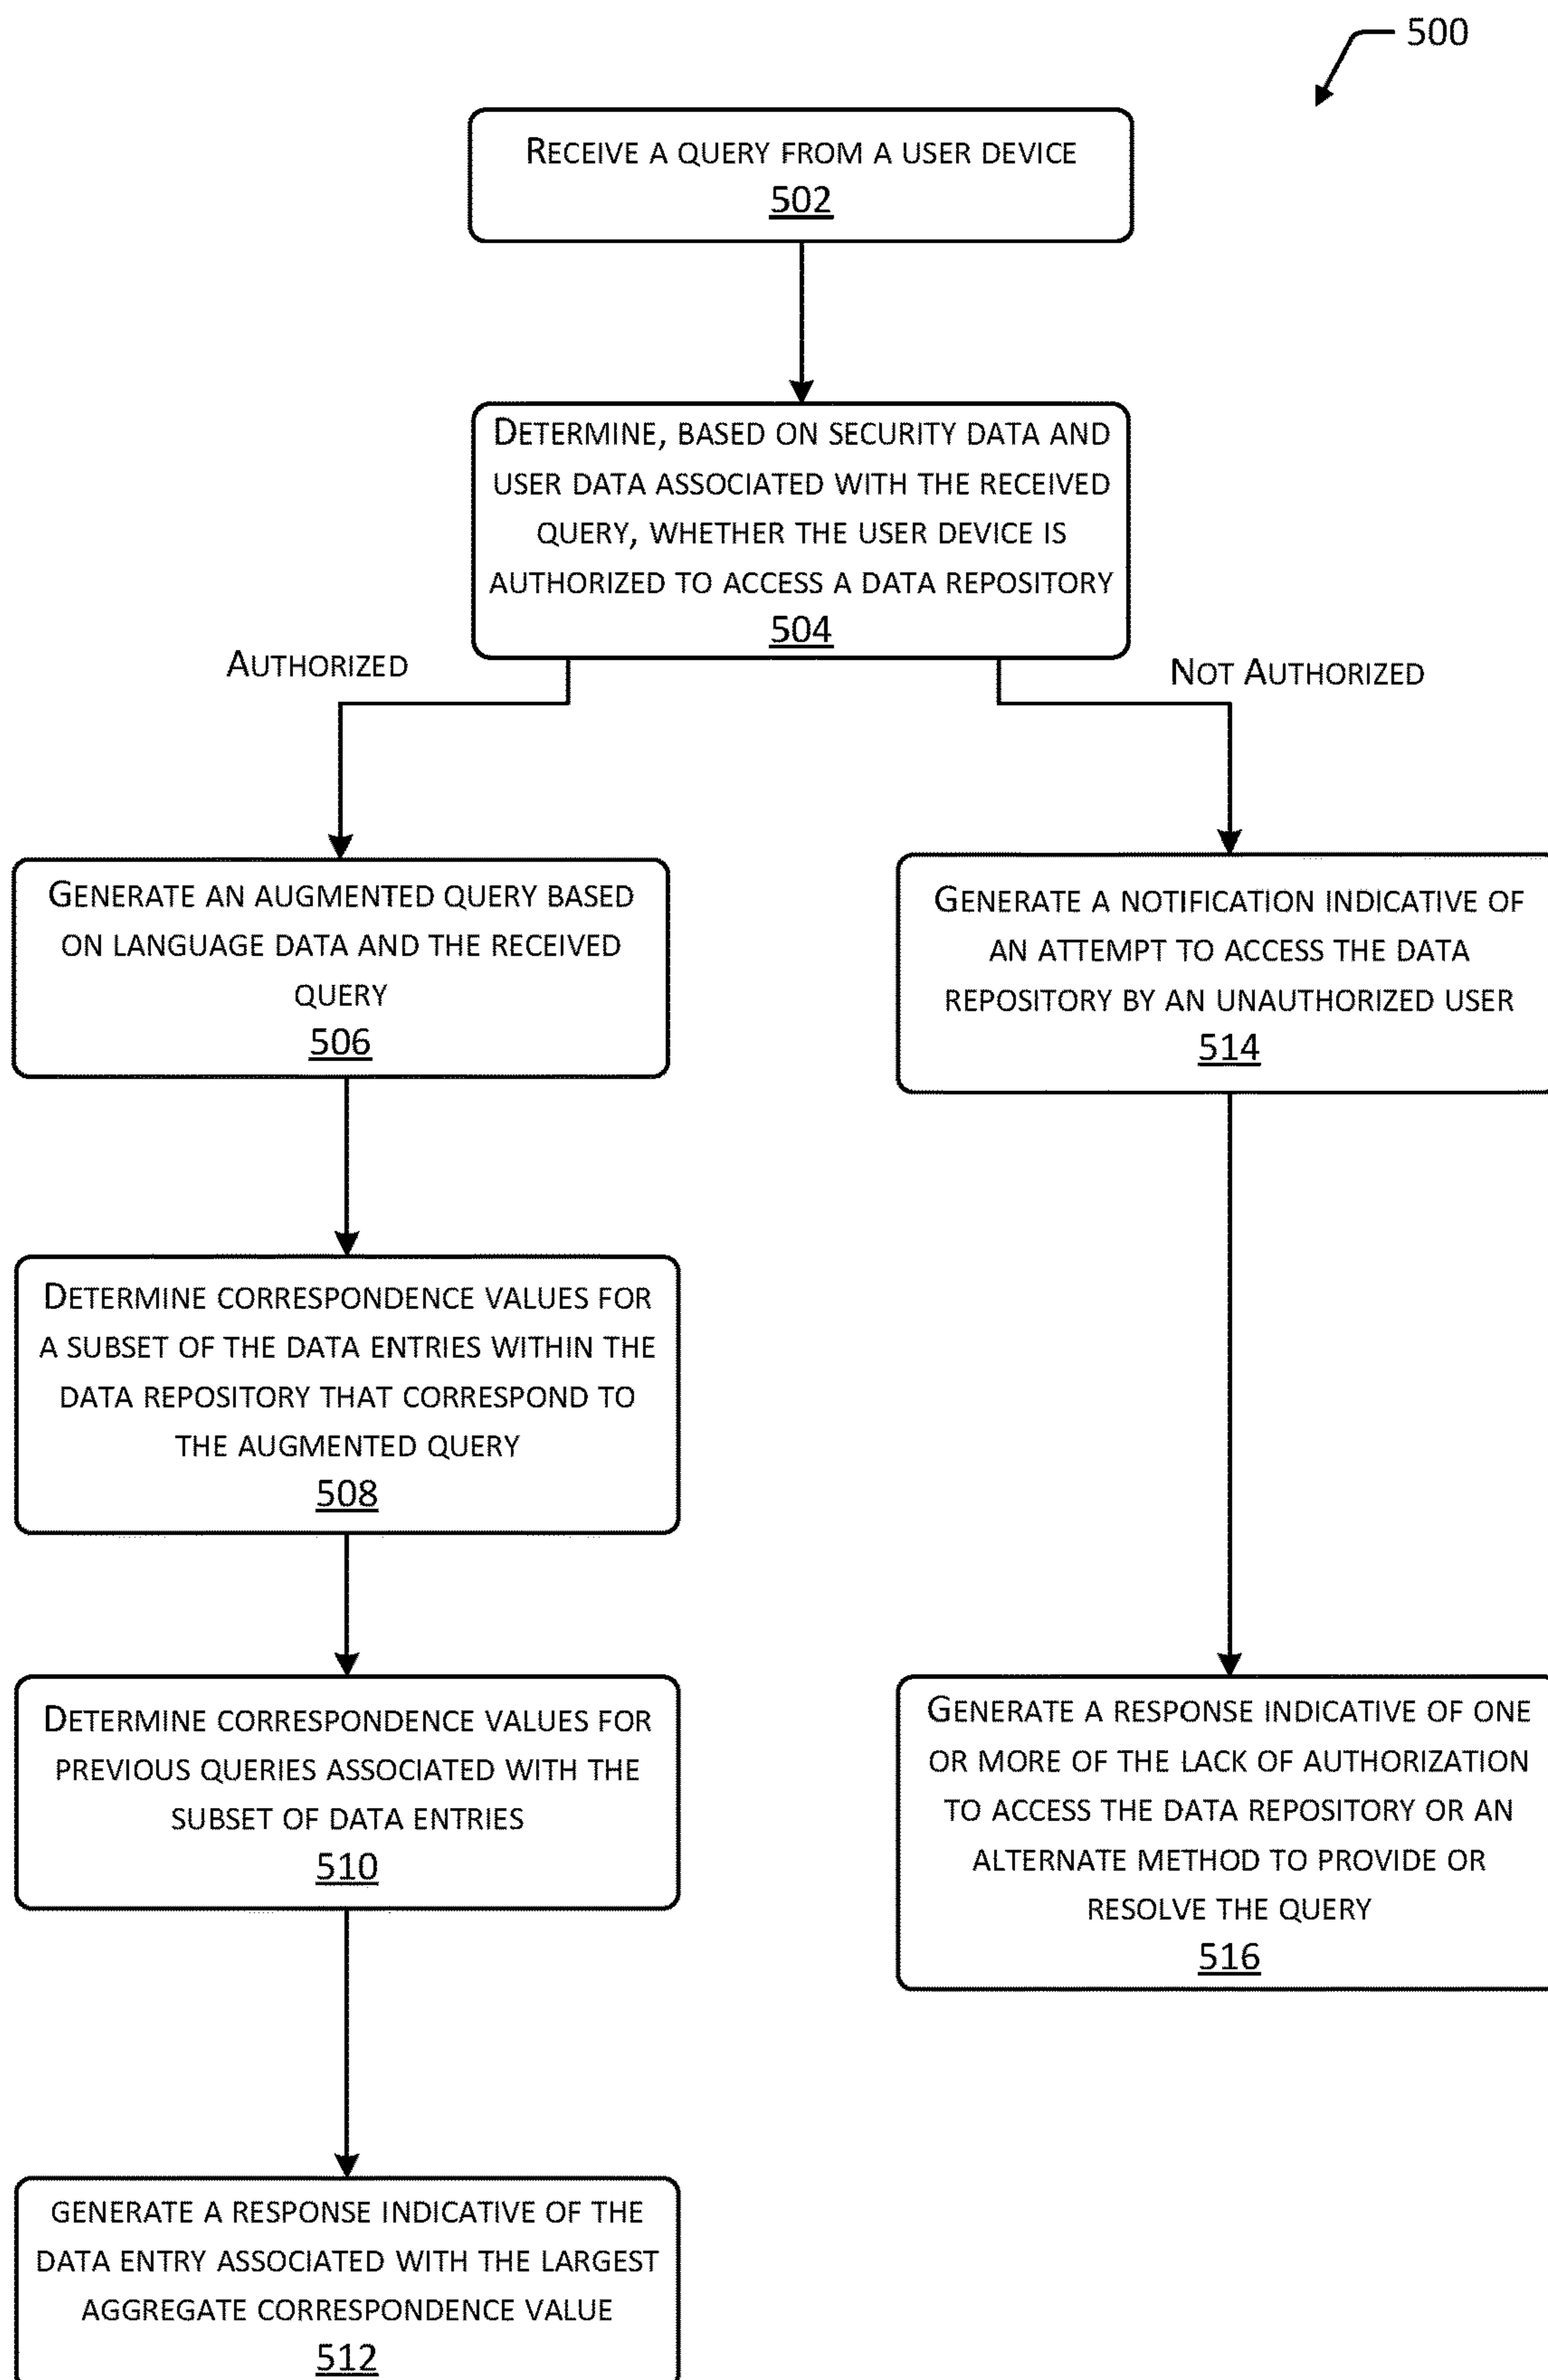 500
RECEIVE A QUERY FROM A USER DEVICE
502
DETERMINE, BASED ON SECURITY DATA AND
USER DATA ASSOCIATED WITH THE RECEIVED
QUERY, WHETHER THE USER DEVICE IS
AUTHORIZED TO ACCESS A DATA REPOSITORY
504
AUTHORIZED
NOT AUTHORIZED
GENERATE AN AUGMENTED QUERY BASED
ON LANGUAGE DATA AND THE RECEIVED
QUERY
506
GENERATE A NOTIFICATION INDICATIVE OF
AN ATTEMPT TO ACCESS THE DATA
REPOSITORY BY AN UNAUTHORIZED USER
514
DETERMINE CORRESPONDENCE VALUES FOR
A SUBSET OF THE DATA ENTRIES WITHIN THE
DATA REPOSITORY THAT CORRESPOND TO
THE AUGMENTED QUERY
508
DETERMINE CORRESPONDENCE VALUES FOR
PREVIOUS QUERIES ASSOCIATED WITH THE
SUBSET OF DATA ENTRIES
510
GENERATE A RESPONSE INDICATIVE OF ONE
OR MORE OF THE LACK OF AUTHORIZATION
TO ACCESS THE DATA REPOSITORY OR AN
ALTERNATE METHOD TO PROVIDE OR
RESOLVE THE QUERY
516
GENERATE A RESPONSE INDICATIVE OF THE
DATA ENTRY ASSOCIATED WITH THE LARGEST
AGGREGATE CORRESPONDENCE VALUE
512